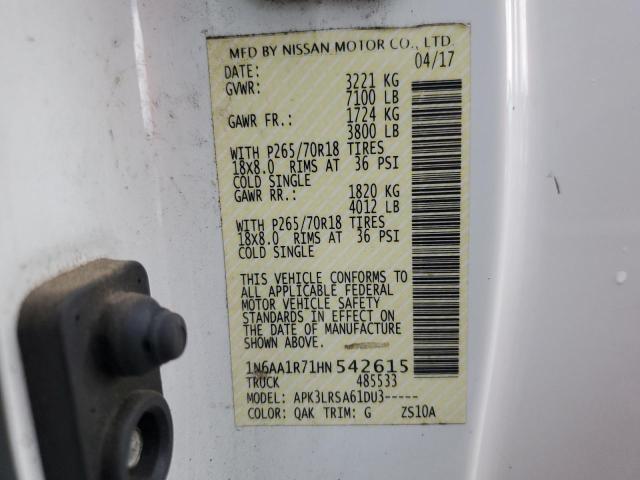 MFD BY NISSAN MOTOR CO., LTD.
DATE: 04/17
GVWR: 3221 KG
7100 LB
GAWR FR.: 1724 KG
3800 LB
WITH P265/70R18 TIRES
18X8.0 RIMS AT 36 PSI
COLD SINGLE
GAWR RR.: 1820 KG
4012 LB
WITH P265/70R18 TIRES
18X8.0 RIMS AT 36 PSI
COLD SINGLE
THIS VEHICLE CONFORMS TO
ALL APPLICABLE FEDERAL
MOTOR VEHICLE SAFETY
STANDARDS IN EFFECT ON
THE DATE OF MANUFACTURE
SHOWN ABOVE.
1N6AA1R71HN 542615
TRUCK 485533
MODEL: APK3LRSA61DU3-----
COLOR: QAK TRIM: G ZS10A